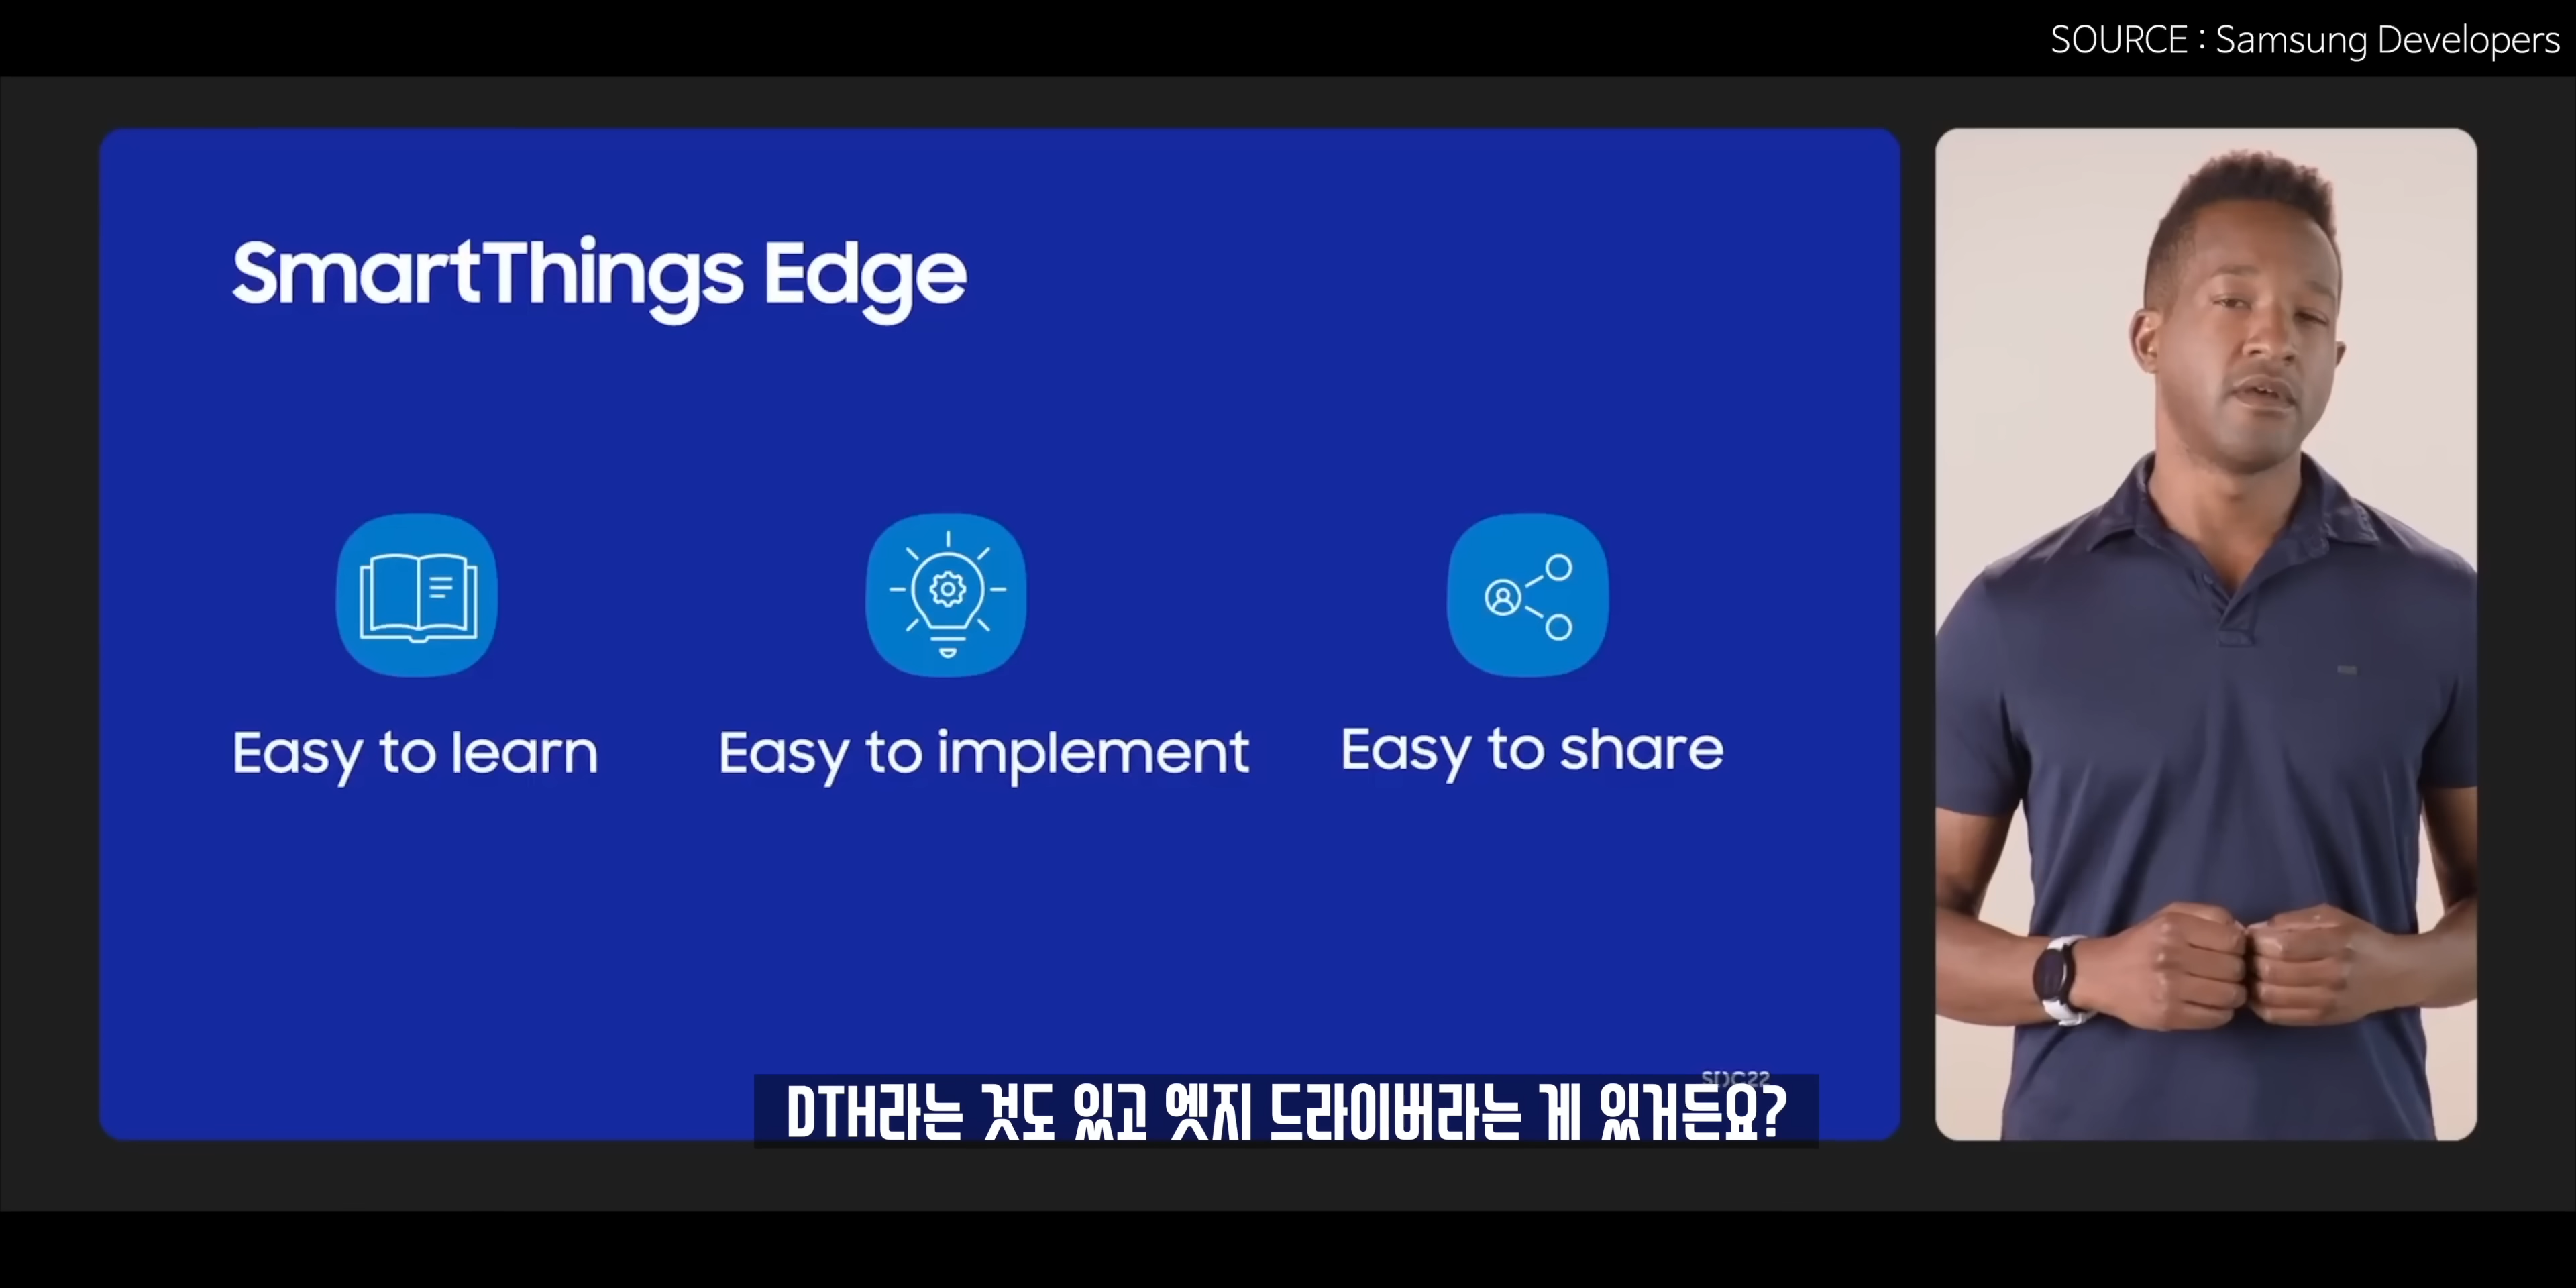 SOURCE : Samsung Developers
SmartThings Edge
Easy to learn
Easy to implement
Easy to share
SDC22
DTH라는 것도 있고 엣지 드라이버라는 게 있거든요?